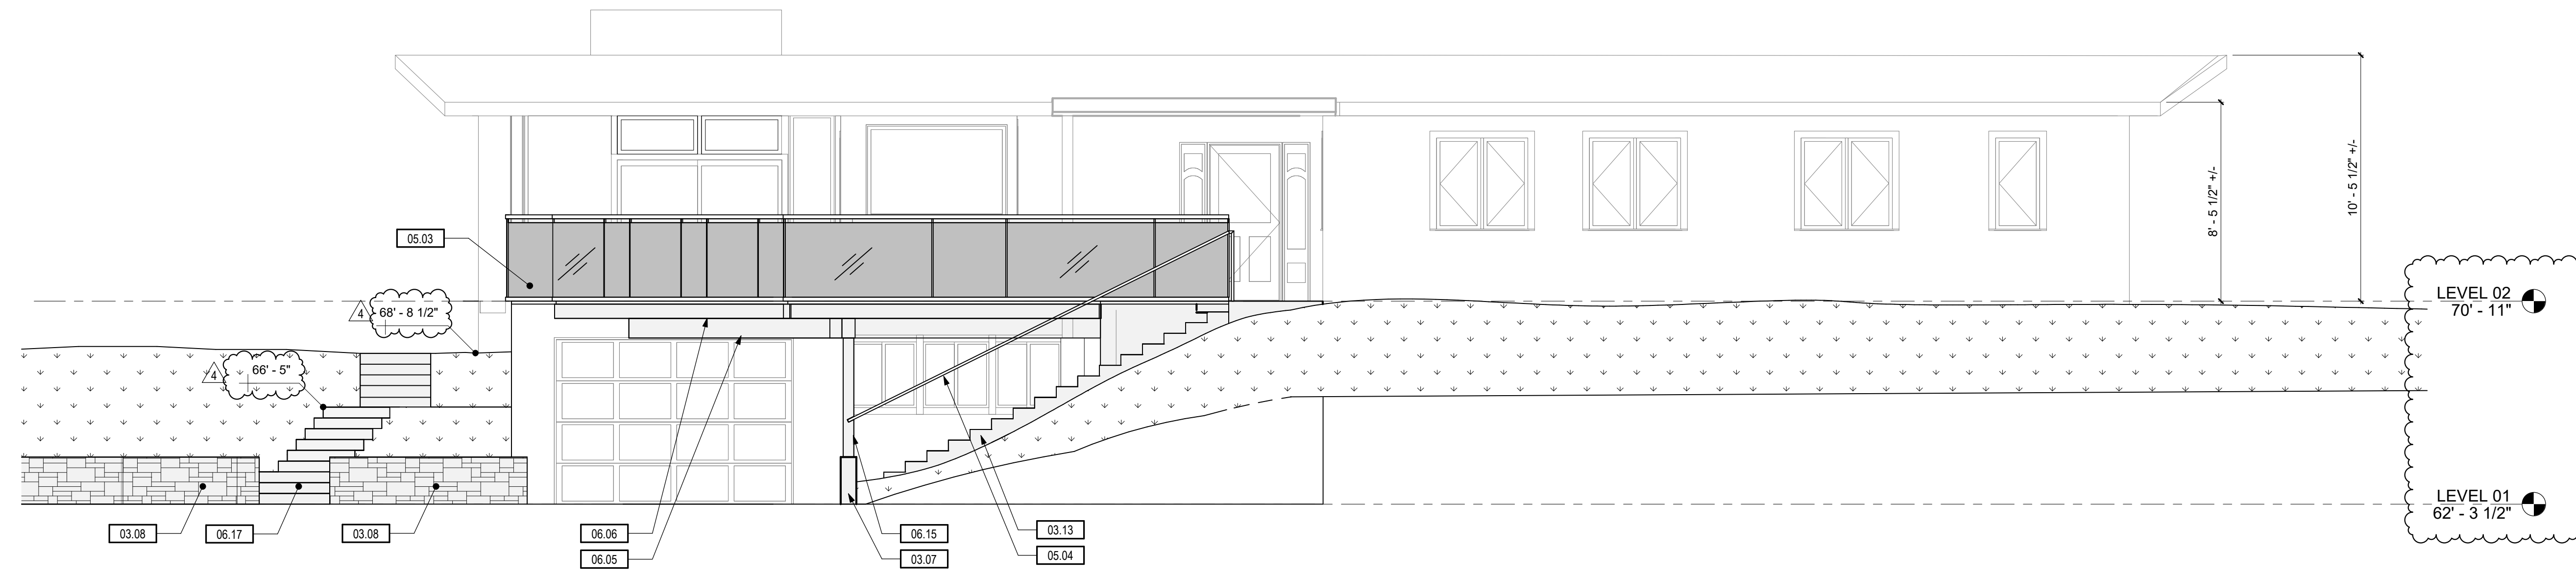 8' - 5 1/2" +/-
10' - 5 1/2" +/-
05.03
LEVEL 02
70' - 11"
4
68' - 8 1/2"
4
66' - 5"
LEVEL 01
62' - 3 1/2"
03.08
06.17
03.08
06.06
06.05
06.15
03.07
03.13
05.04